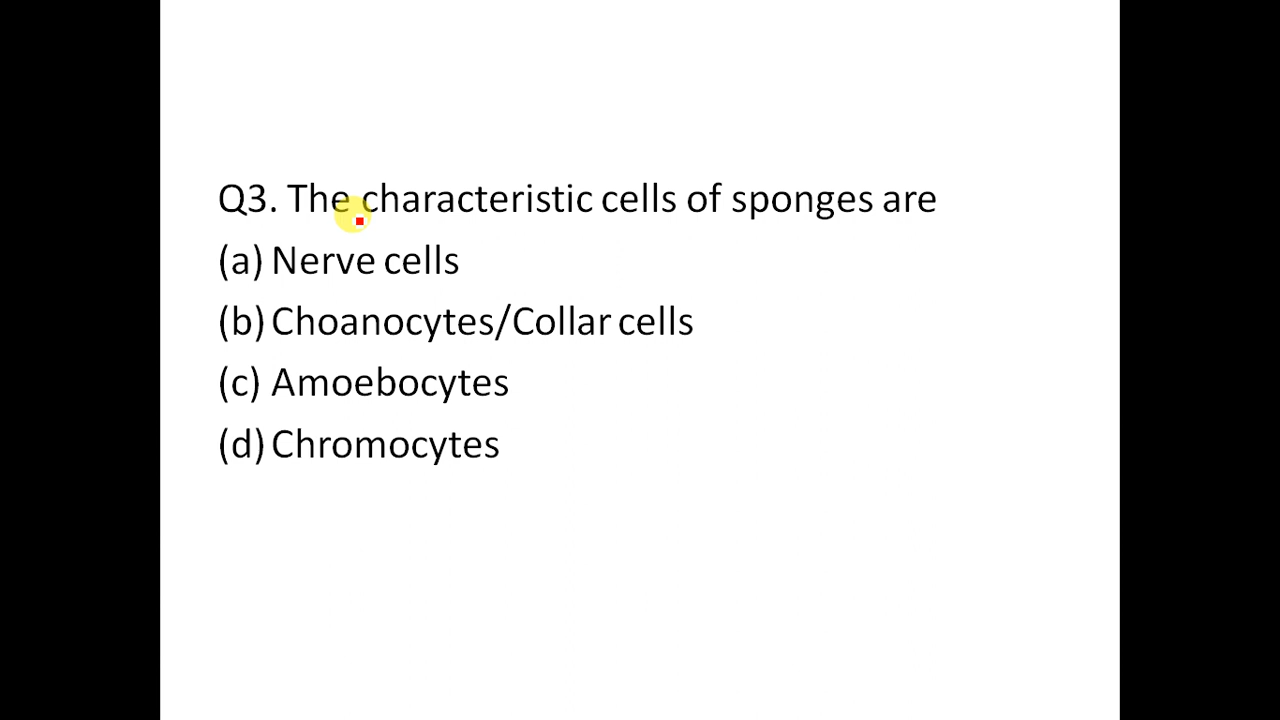 Q3. The characteristic cells of sponges are
(a) Nerve cells
(b) Choanocytes/Collar cells
(c) Amoebocytes
(d) Chromocytes